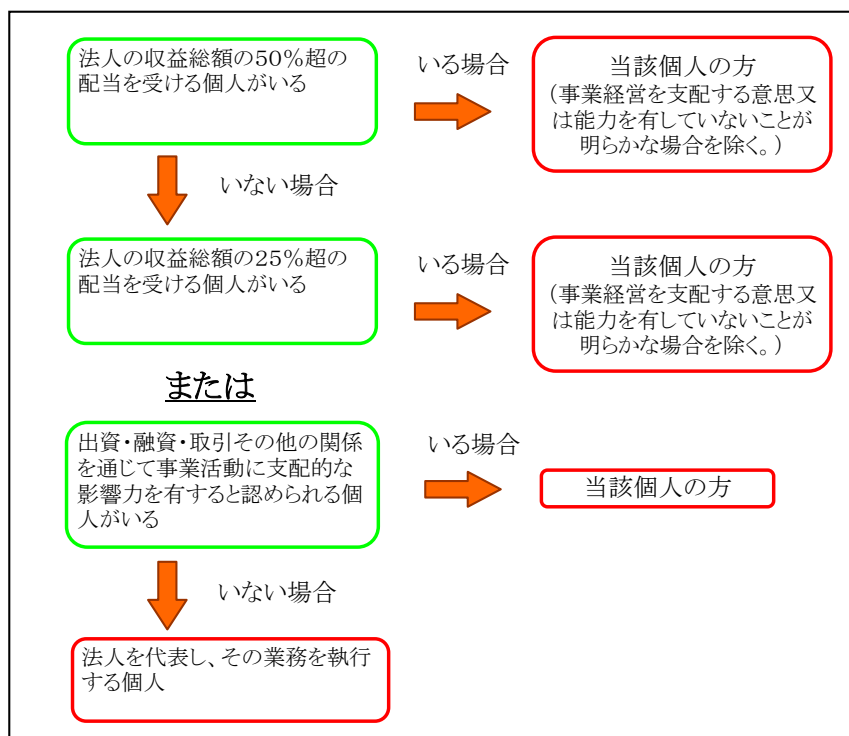 法人の収益総額の50%超の
配当を受ける個人がいる
いる場合
当該個人の方
（事業経営を支配する意思又
は能力を有していないことが
明らかな場合を除く。）
いない場合
法人の収益総額の25%超の
配当を受ける個人がいる
いる場合
当該個人の方
（事業経営を支配する意思又
は能力を有していないことが
明らかな場合を除く。）
または
出資・融資・取引その他の関係
を通じて事業活動に支配的な
影響力を有すると認められる個
人がいる
いる場合
当該個人の方
いない場合
法人を代表し、その業務を執行
する個人